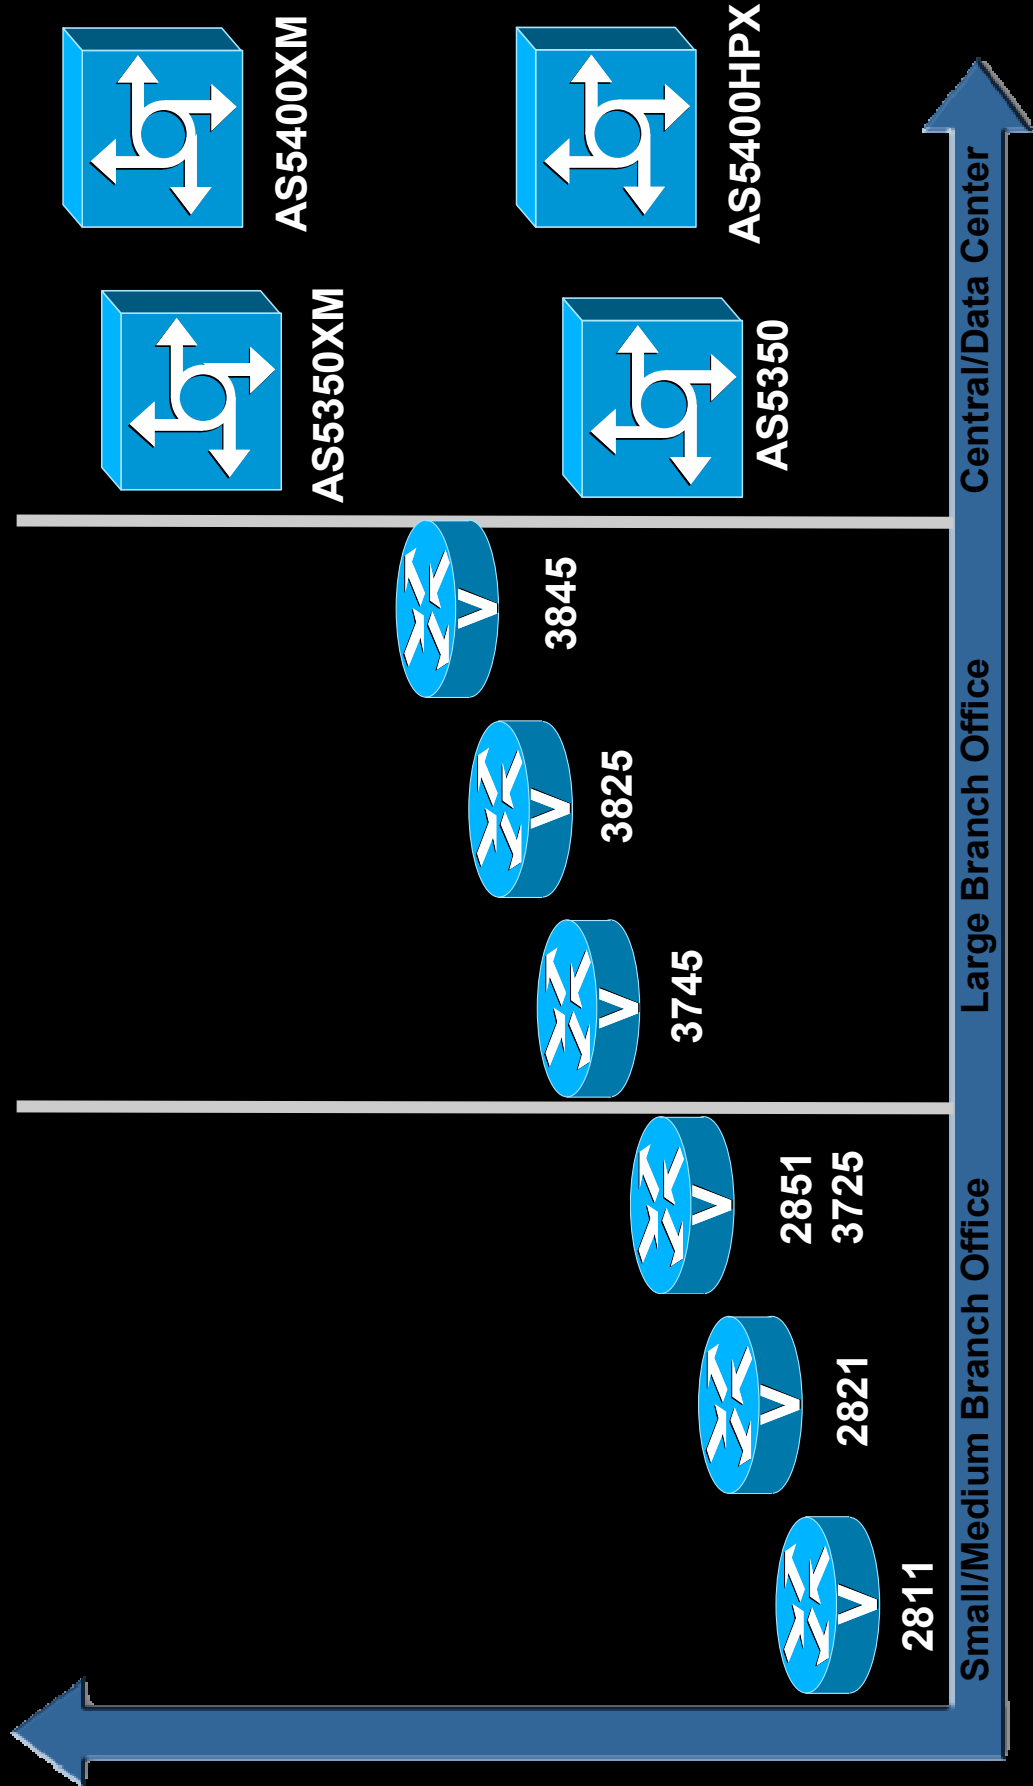 AS5400XM
AS5350XM
AS5400HPX
AS5350
V
3845
V
3825
V
3745
V
2851
3725
V
2821
V
2811
Small/Medium Branch Office
Large Branch Office
Central/Data Center